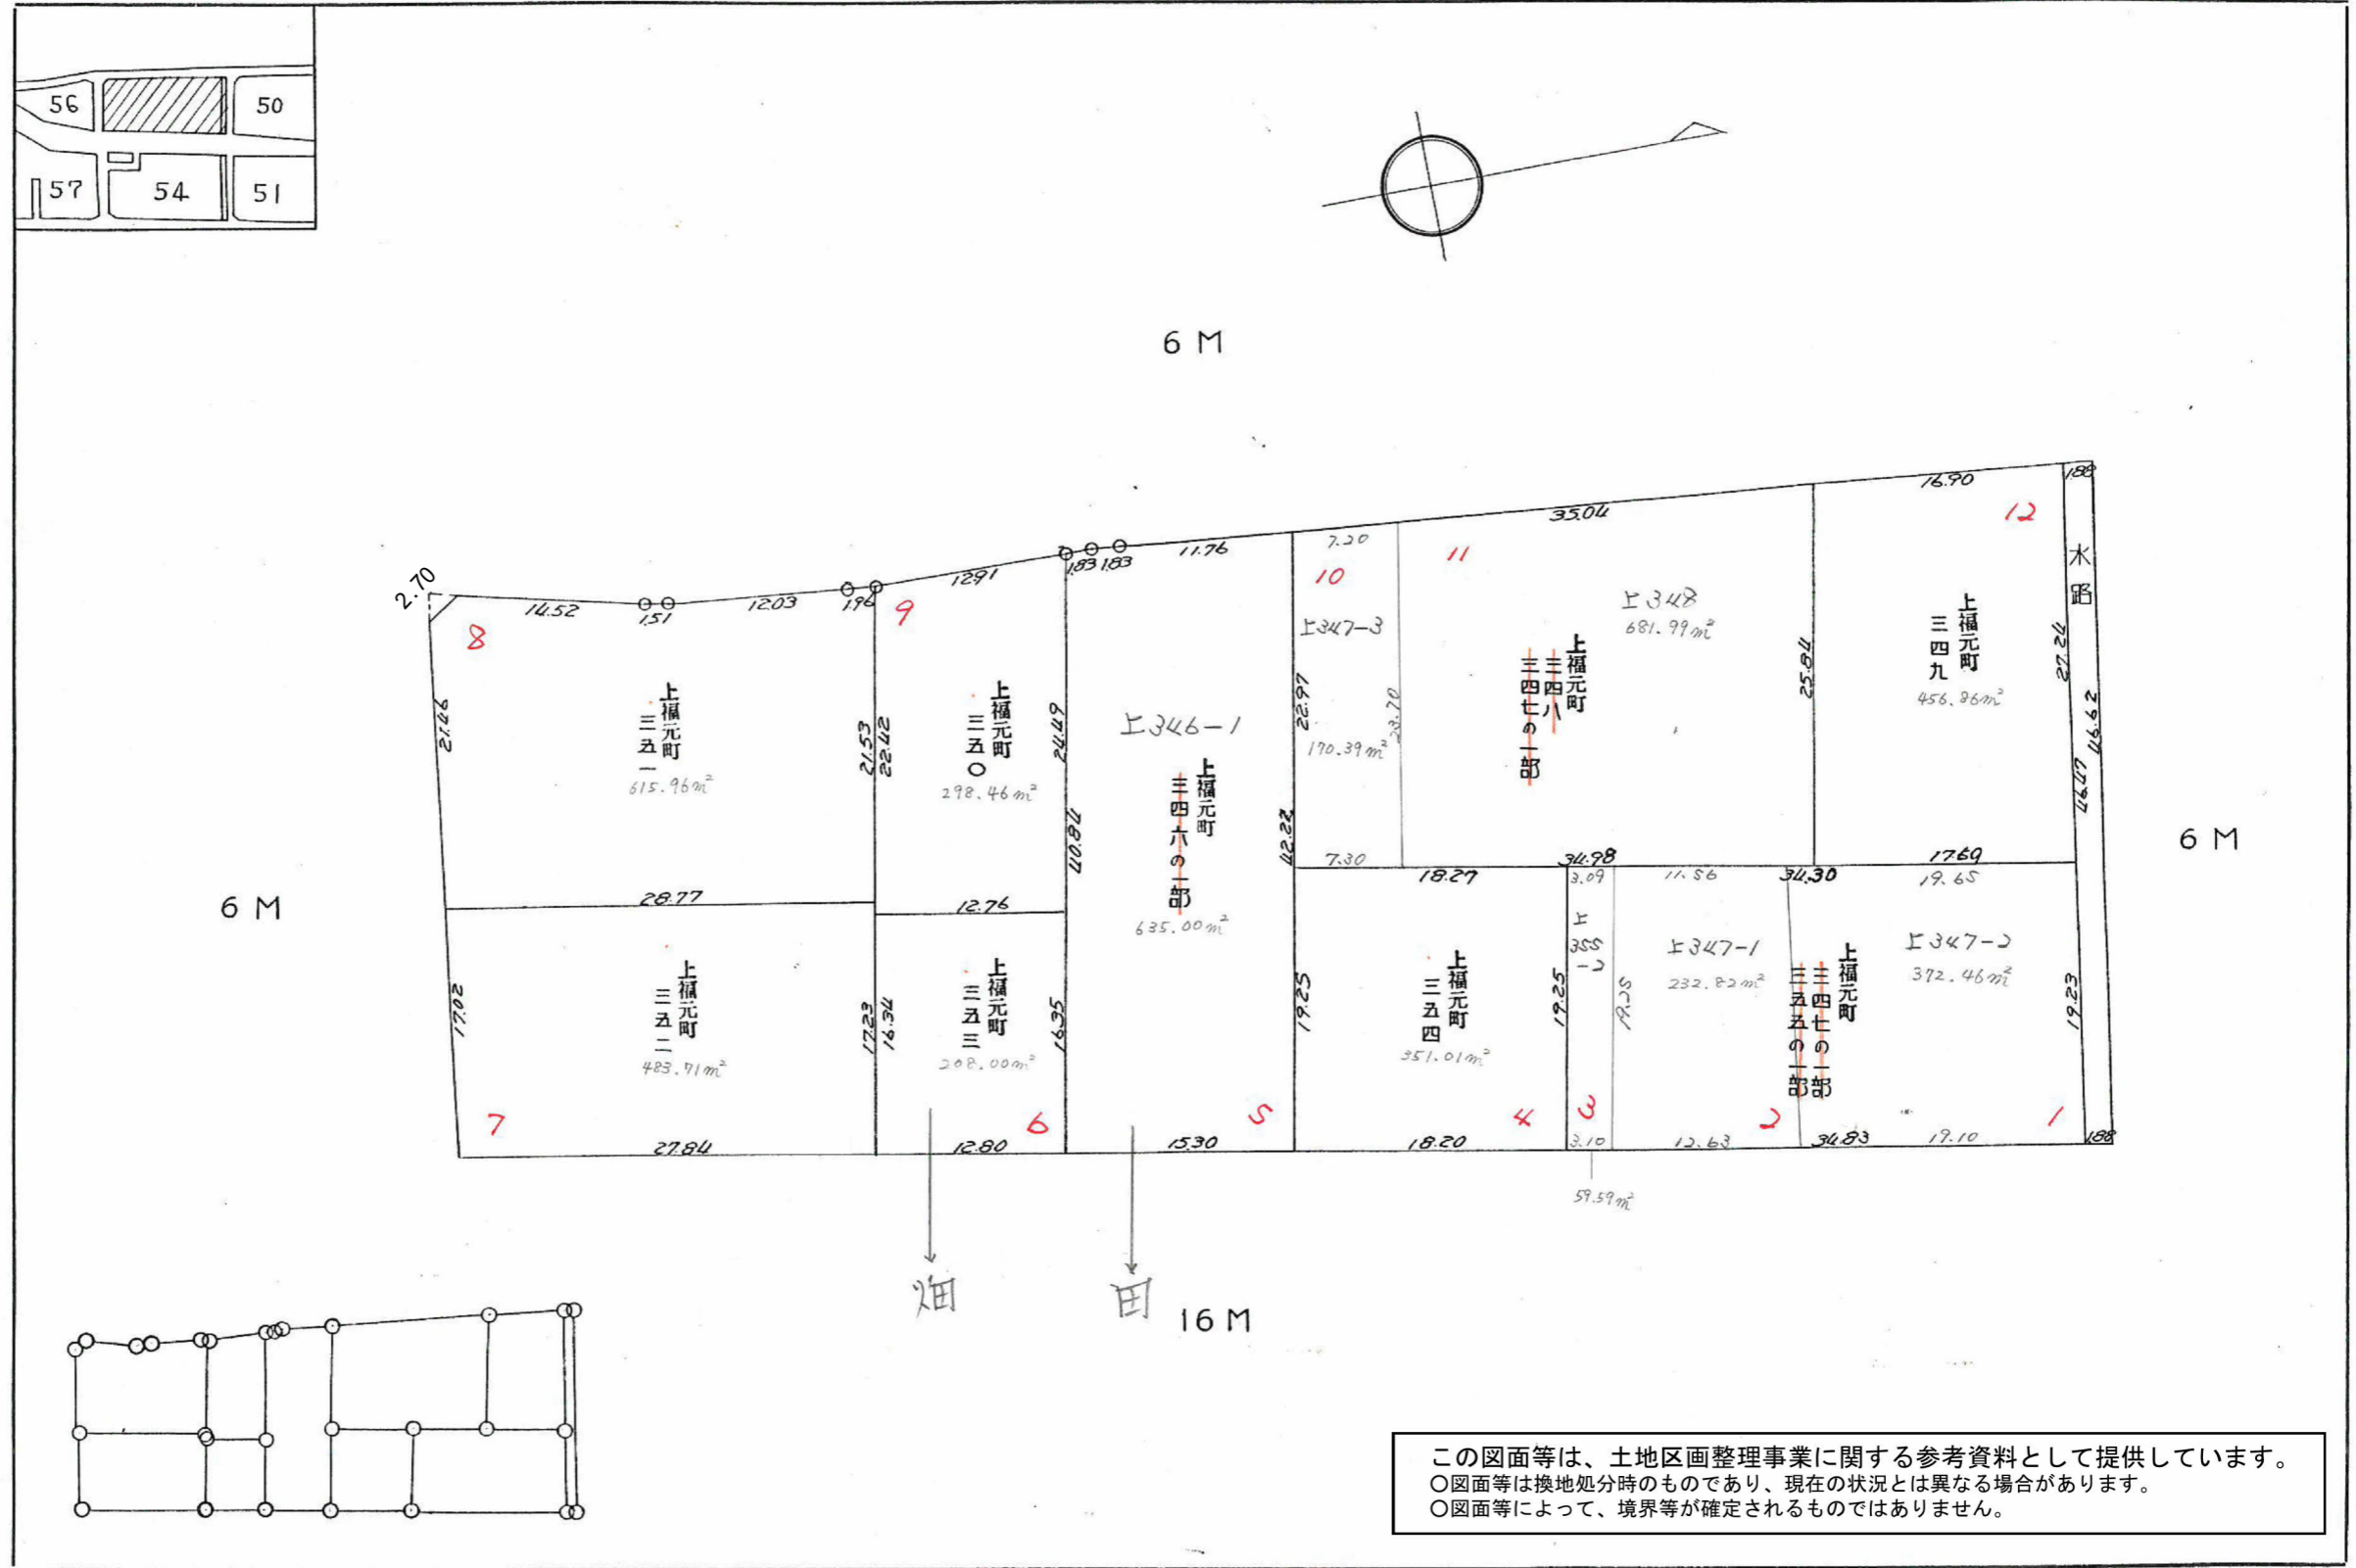 56
50
57
54
51
6 M
6 M
6 M
16 M
2.70
14.52
1.51
12.03
1.96
12.91
1.83
1.83
11.76
7.20
35.04
16.90
1.88
8
9
10
11
12
水路
21.46
上福元町
三五一
615.96㎡
21.53
22.42
上福元町
三五〇
298.46㎡
24.49
40.84
上346-1
上福元町
三四六の一部
635.00㎡
22.97
42.22
上347-3
170.39㎡
23.70
上348
681.99㎡
上福元町
三四八
三四七の一部
25.84
上福元町
三四九
456.86㎡
27.24
46.47
46.62
28.77
12.76
7.30
34.98
17.69
18.27
3.09
11.56
34.30
19.65
17.02
上福元町
三五二
483.71㎡
17.23
16.34
上福元町
三五三
208.00㎡
16.35
19.25
上福元町
三五四
351.01㎡
19.25
上
355
-2
19.25
上347-1
232.82㎡
上福元町
三四七の一部
三五五の一部
上347-2
372.46㎡
19.23
7
6
5
4
3
2
1
27.84
12.80
15.30
18.20
3.10
12.63
34.83
19.10
1.88
59.59㎡
畑
田
この図面等は、土地区画整理事業に関する参考資料として提供しています。
○図面等は換地処分時のものであり、現在の状況とは異なる場合があります。
○図面等によって、境界等が確定されるものではありません。